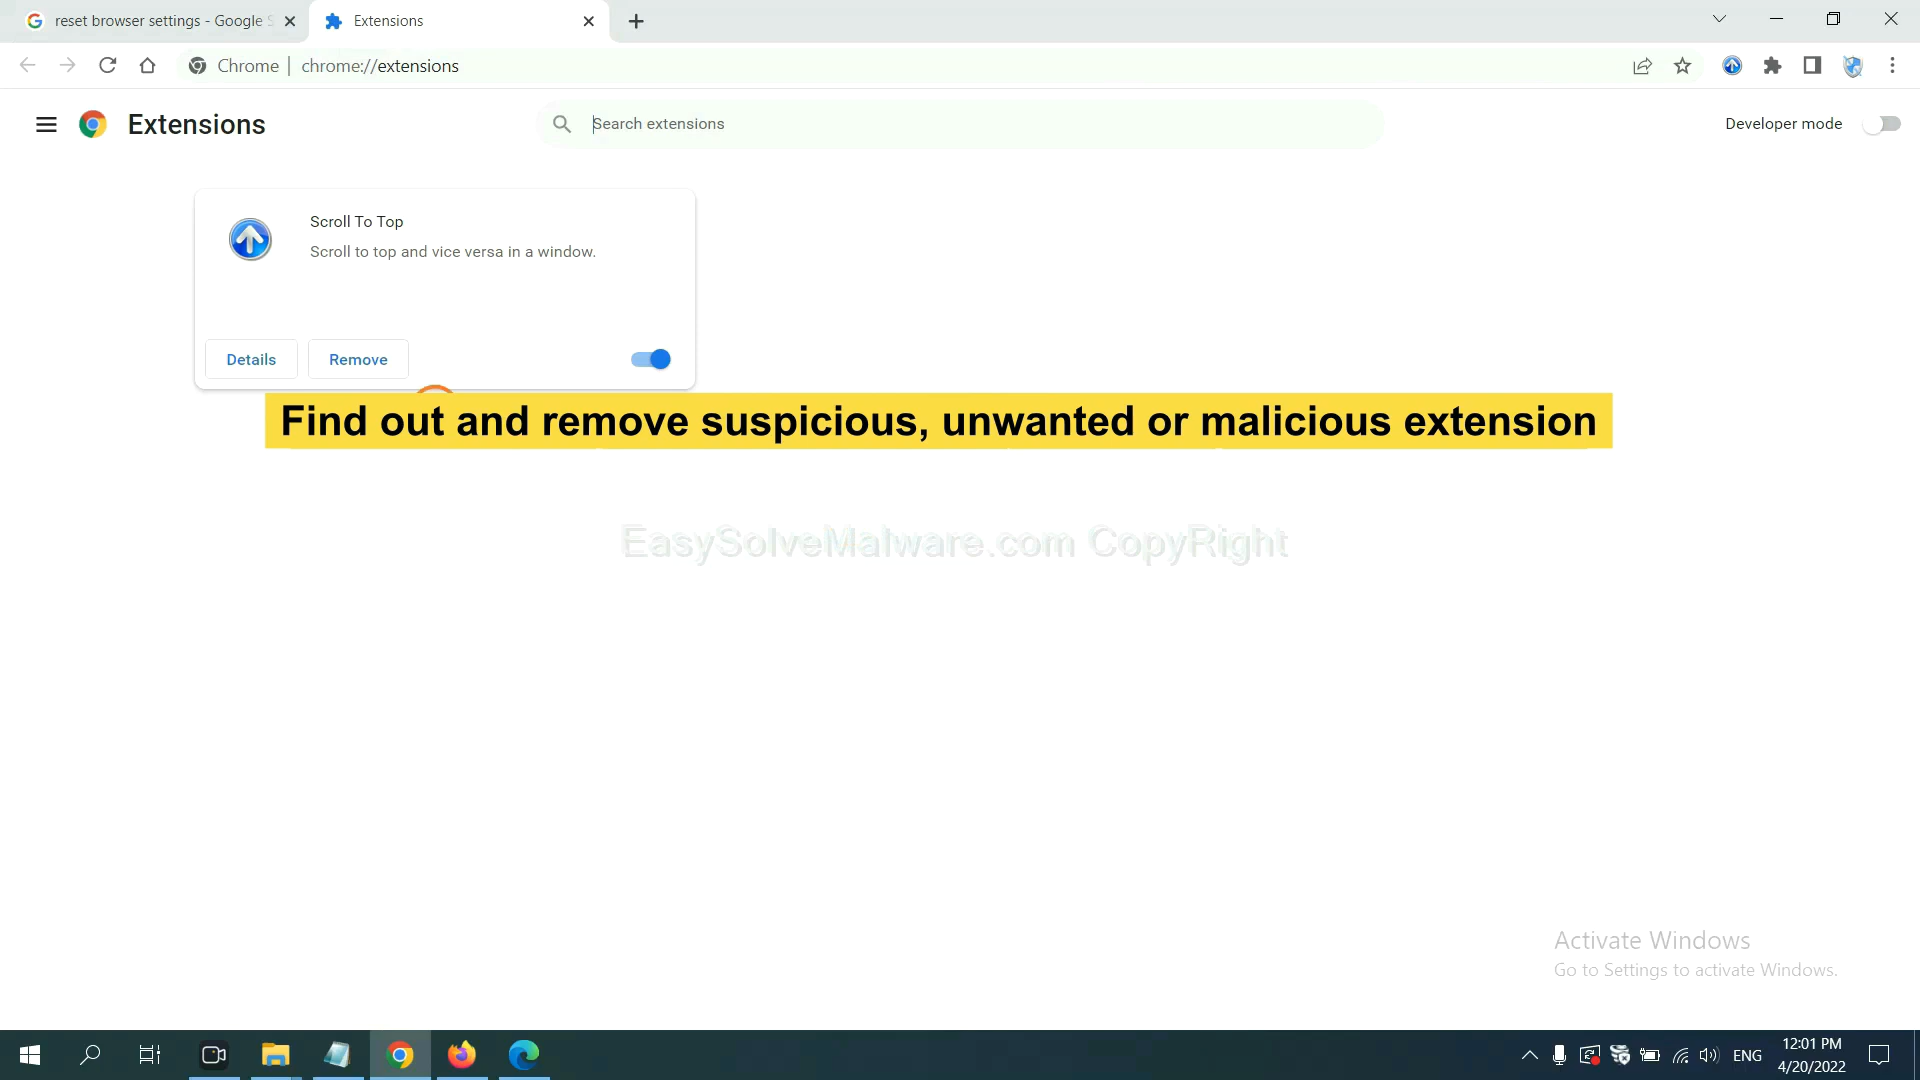 reset browser settings - Google S
Extensions
Chrome | chrome://extensions
Extensions
Search extensions
Developer mode
Scroll To Top
Scroll to top and vice versa in a window.
Details
Remove
Find out and remove suspicious, unwanted or malicious extension
EasySolveMalware.com CopyRight
Activate Windows
Go to Settings to activate Windows.
ENG
12:01 PM
4/20/2022